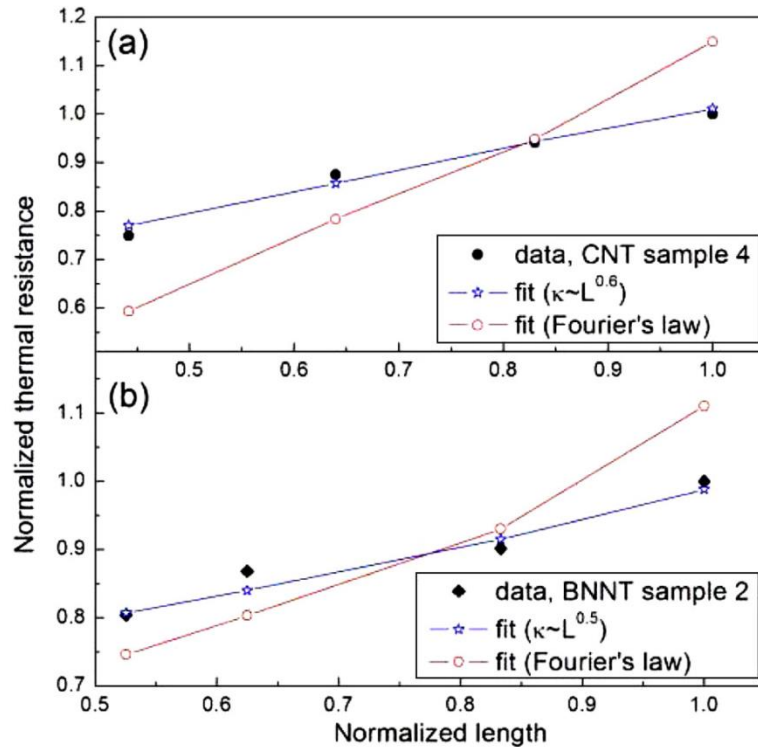 1.2
(a)
1.1
1.0
0.9
0.8
0.7
0.6
data, CNT sample 4
fit (κ~L^0.6)
fit (Fourier's law)
0.5 0.6 0.7 0.8 0.9 1.0
Normalized thermal resistance
(b)
1.1
1.0
0.9
0.8
0.7
data, BNNT sample 2
fit (κ~L^0.5)
fit (Fourier's law)
0.5 0.6 0.7 0.8 0.9 1.0
Normalized length